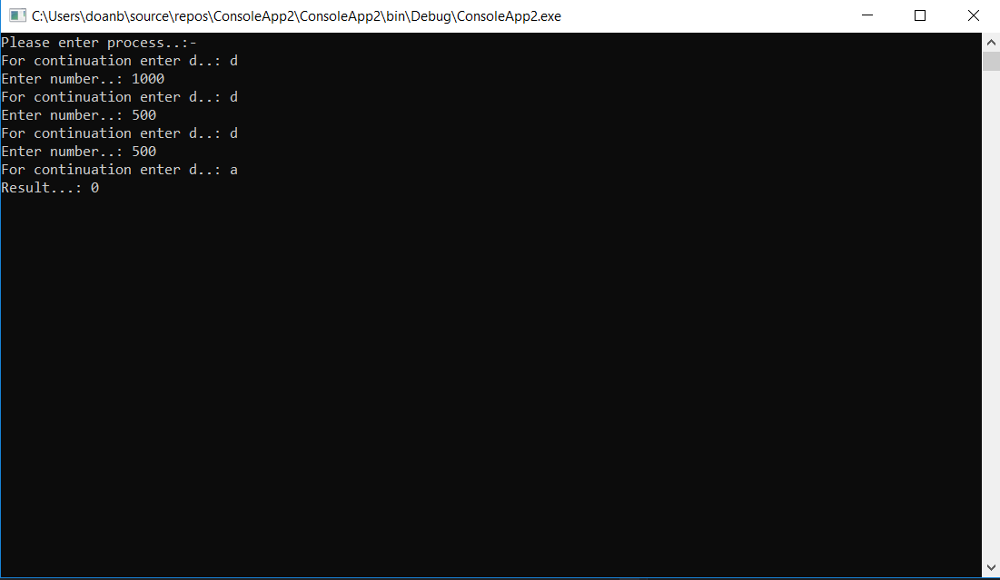 C:\Users\doanb\source\repos\ConsoleApp2\ConsoleApp2\bin\Debug\ConsoleApp2.exe
Please enter process..:-
For continuation enter d..: d
Enter number..: 1000
For continuation enter d..: d
Enter number..: 500
For continuation enter d..: d
Enter number..: 500
For continuation enter d..: a
Result...: 0